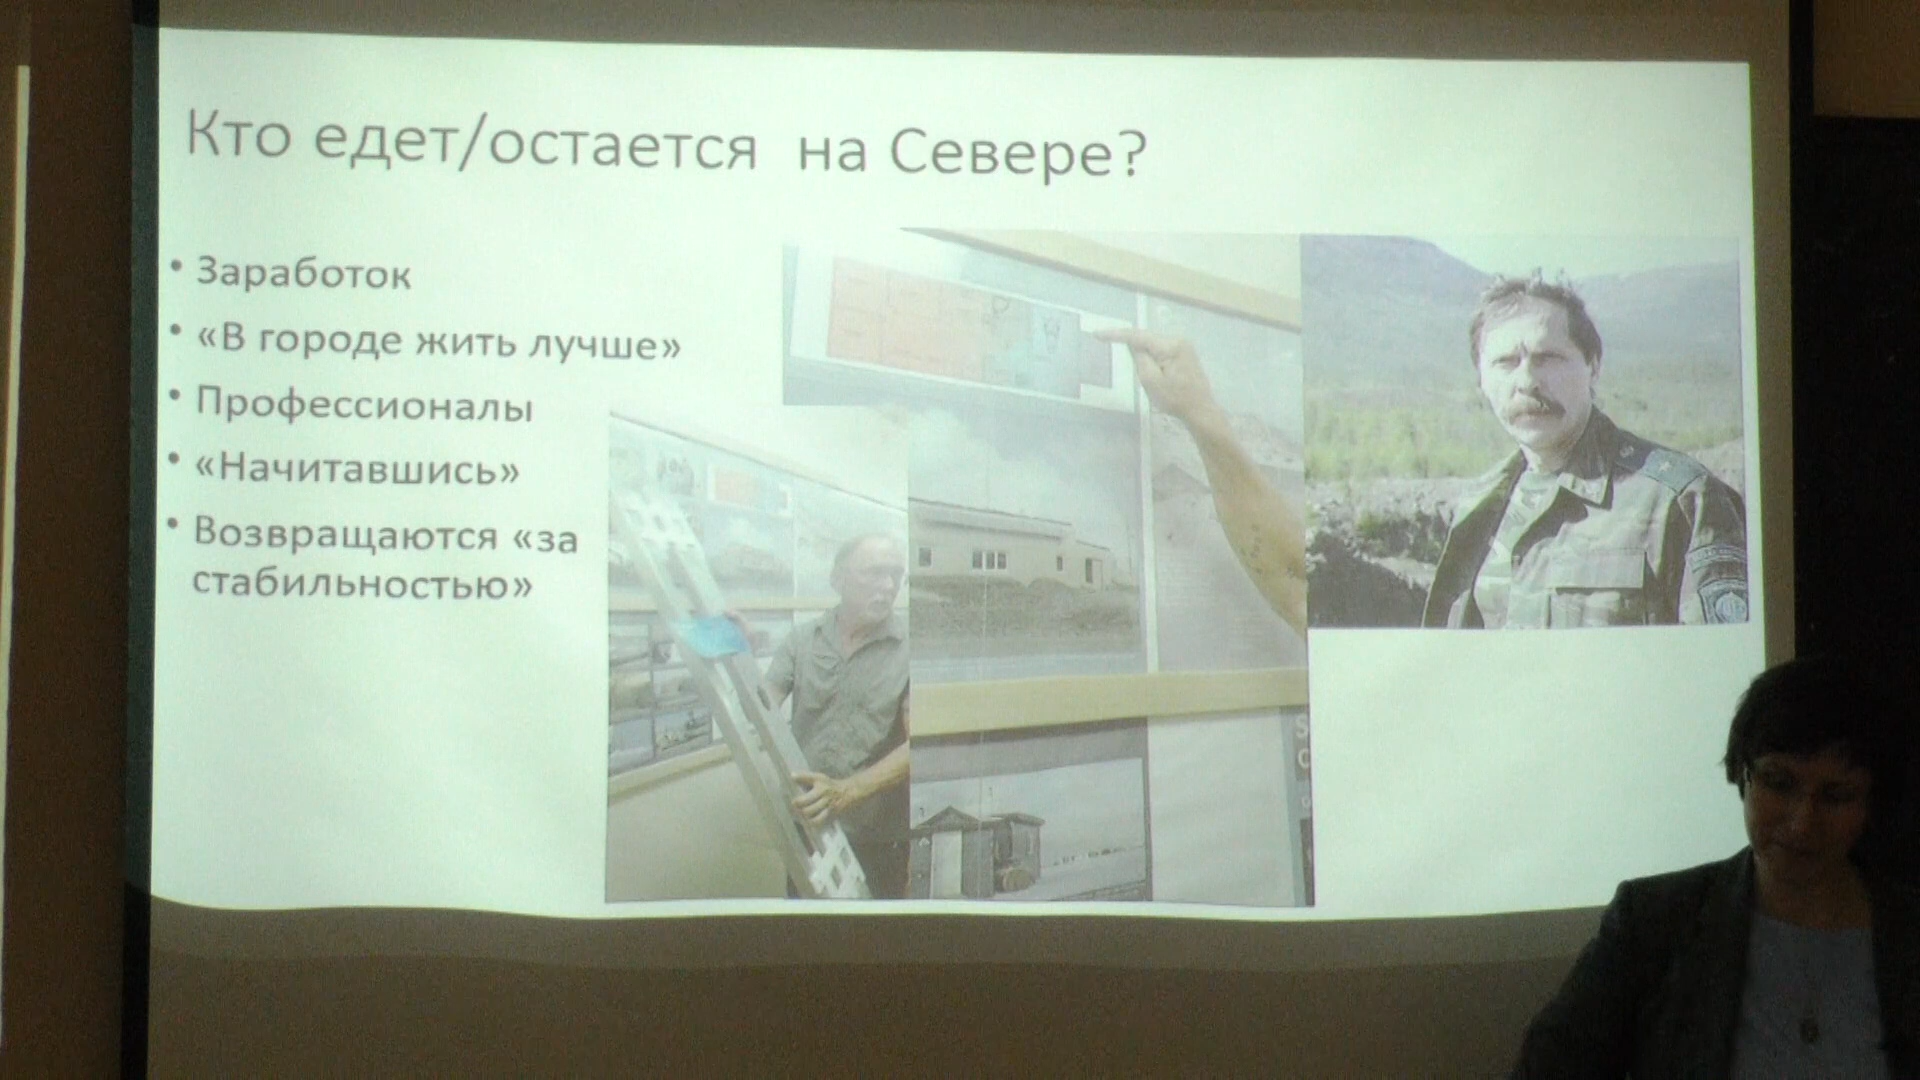 Кто едет/остается на Севере?
• Заработок
• «В городе жить лучше»
• Профессионалы
• «Начитавшись»
• Возвращаются «за
стабильностью»